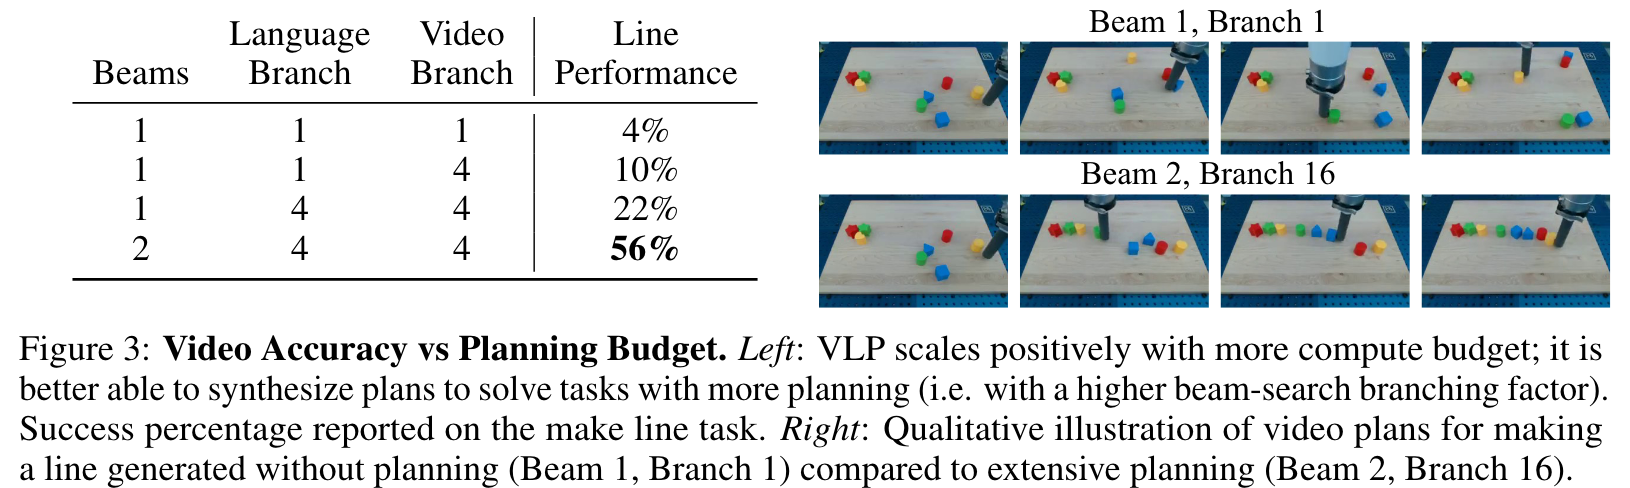 Beams Language Branch Video Branch Line Performance
1 1 1 4%
1 1 4 10%
1 4 4 22%
2 4 4 56%
Beam 1, Branch 1
Beam 2, Branch 16
Figure 3: Video Accuracy vs Planning Budget. Left: VLP scales positively with more compute budget; it is
better able to synthesize plans to solve tasks with more planning (i.e. with a higher beam-search branching factor).
Success percentage reported on the make line task. Right: Qualitative illustration of video plans for making
a line generated without planning (Beam 1, Branch 1) compared to extensive planning (Beam 2, Branch 16).